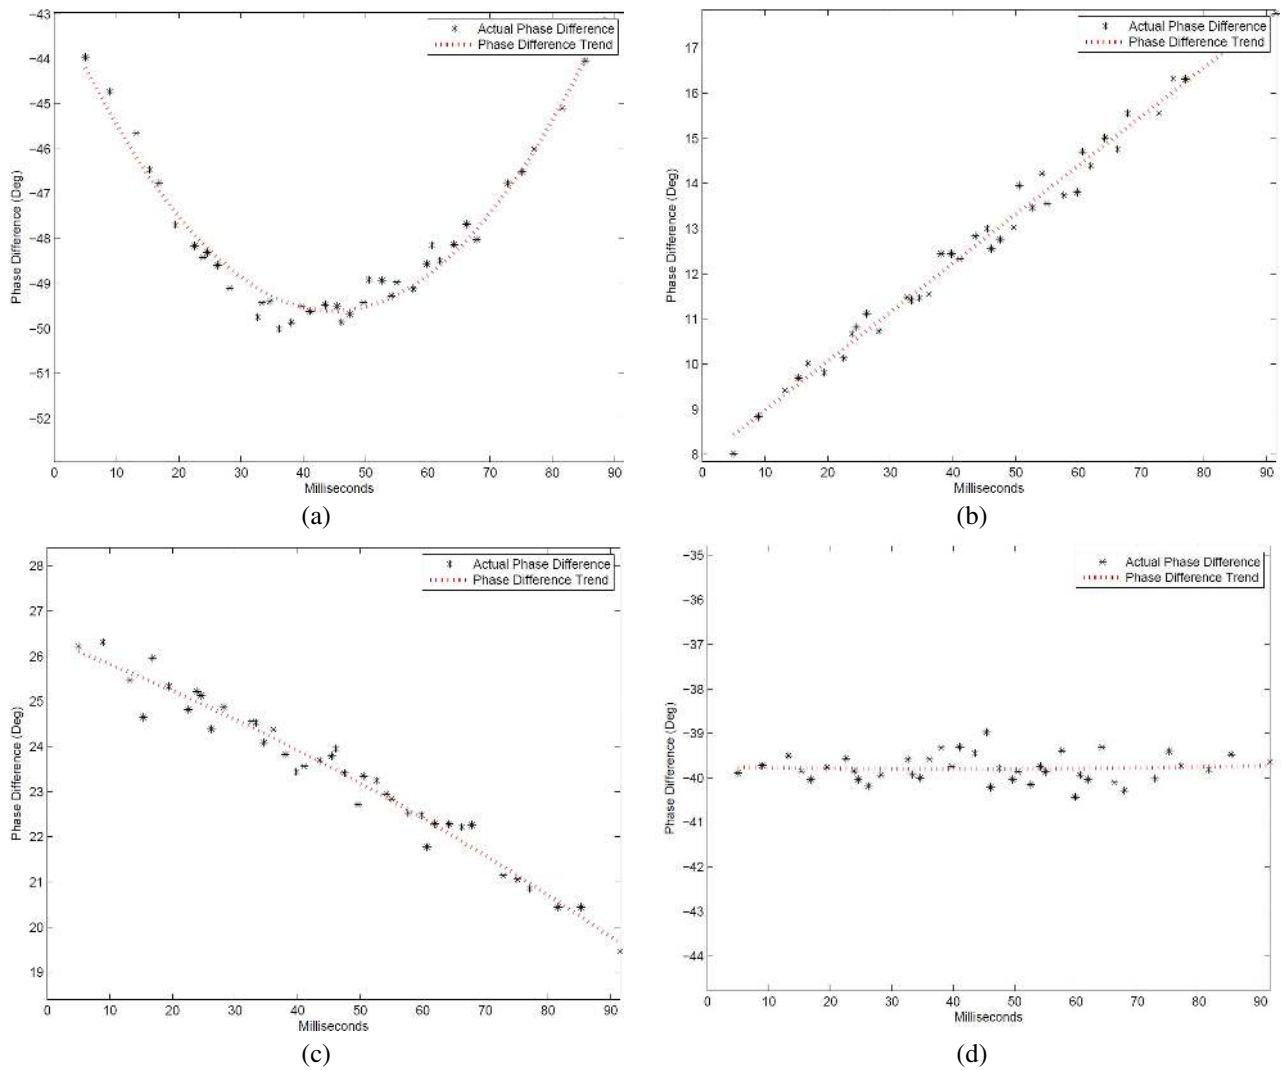 −43
−44
−45
−46
−47
−48
−49
−50
−51
−52
Phase Difference (Deg)
Actual Phase Difference
Phase Difference Trend
0 10 20 30 40 50 60 70 80 90
Milliseconds
(a)
17
16
15
14
13
12
11
10
9
8
Phase Difference (Deg)
Actual Phase Difference
Phase Difference Trend
0 10 20 30 40 50 60 70 80 90
Milliseconds
(b)
28
27
26
25
24
23
22
21
20
19
Phase Difference (Deg)
Actual Phase Difference
Phase Difference Trend
0 10 20 30 40 50 60 70 80 90
Milliseconds
(c)
−35
−36
−37
−38
−39
−40
−41
−42
−43
−44
Phase Difference (Deg)
Actual Phase Difference
Phase Difference Trend
0 10 20 30 40 50 60 70 80 90
Milliseconds
(d)